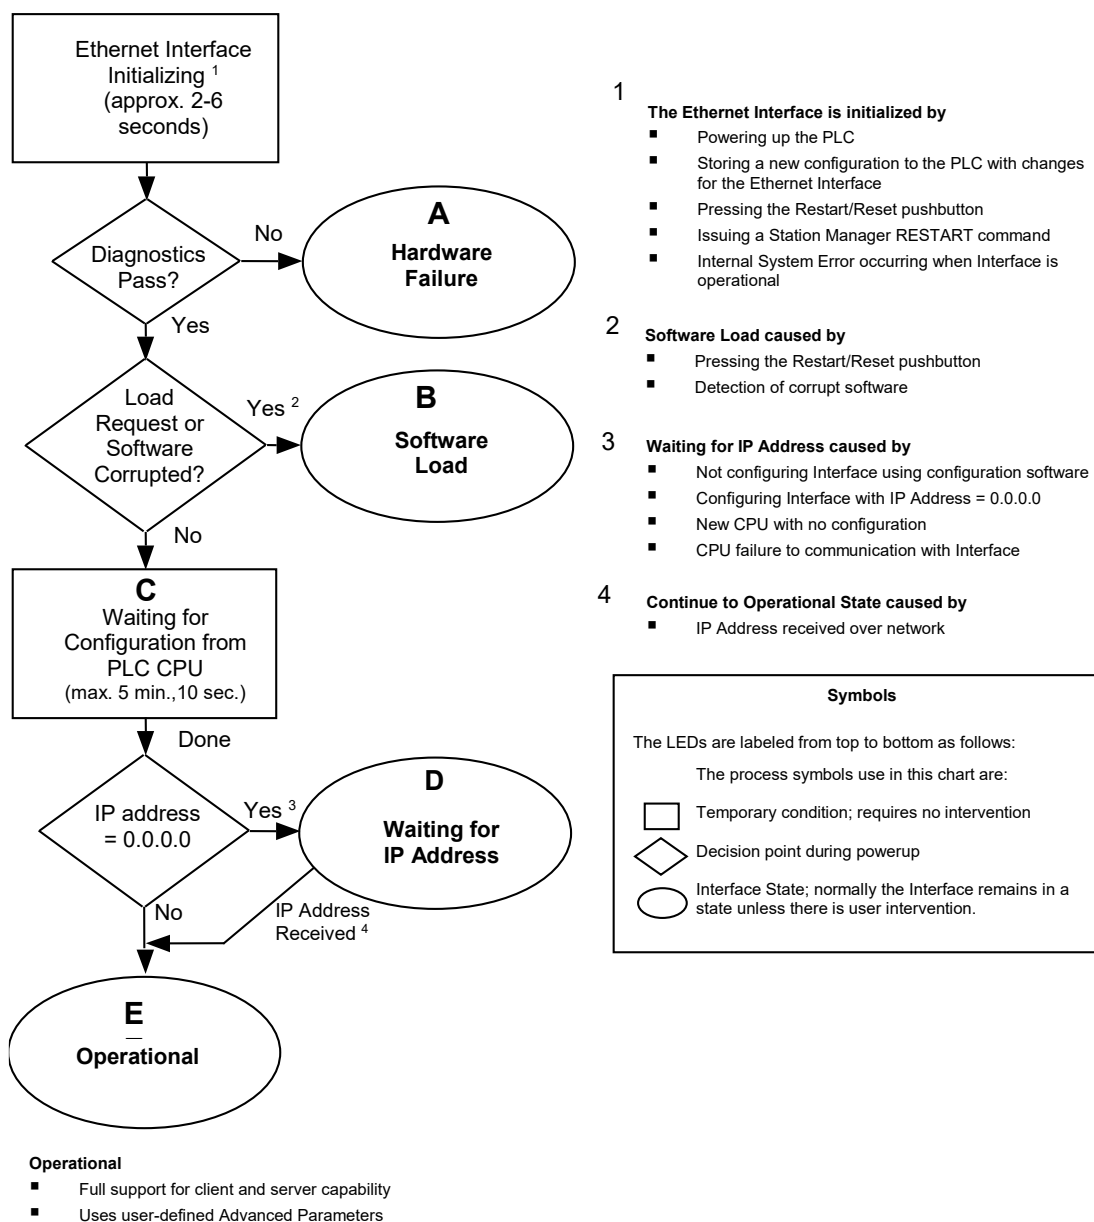 Ethernet Interface
Initializing 1
(approx. 2-6
seconds)
Diagnostics
Pass?
No
A
Hardware
Failure
Yes
Load
Request or
Software
Corrupted?
Yes 2
B
Software
Load
No
C
Waiting for
Configuration from
PLC CPU
(max. 5 min.,10 sec.)
Done
IP address
= 0.0.0.0
Yes 3
D
Waiting for
IP Address
No
IP Address
Received 4
E
Operational
1
The Ethernet Interface is initialized by
■ Powering up the PLC
■ Storing a new configuration to the PLC with changes
for the Ethernet Interface
■ Pressing the Restart/Reset pushbutton
■ Issuing a Station Manager RESTART command
■ Internal System Error occurring when Interface is
operational
2
Software Load caused by
■ Pressing the Restart/Reset pushbutton
■ Detection of corrupt software
3
Waiting for IP Address caused by
■ Not configuring Interface using configuration software
■ Configuring Interface with IP Address = 0.0.0.0
■ New CPU with no configuration
■ CPU failure to communication with Interface
4
Continue to Operational State caused by
■ IP Address received over network
Symbols
The LEDs are labeled from top to bottom as follows:
The process symbols use in this chart are:
Temporary condition; requires no intervention
Decision point during powerup
Interface State; normally the Interface remains in a
state unless there is user intervention.
Operational
■ Full support for client and server capability
■ Uses user-defined Advanced Parameters